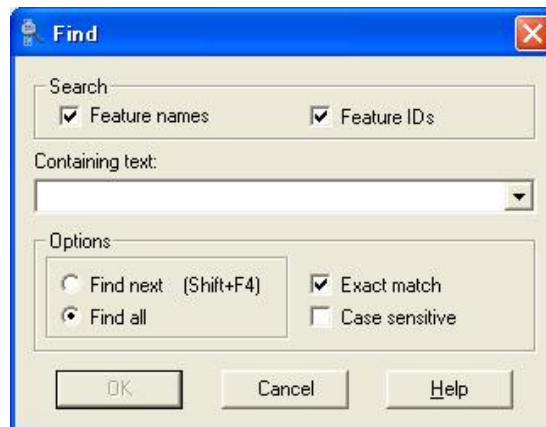 Find
Search
Feature names Feature IDs
Containing text:
Options
Find next (Shift+F4) Exact match
Find all Case sensitive
OK Cancel Help